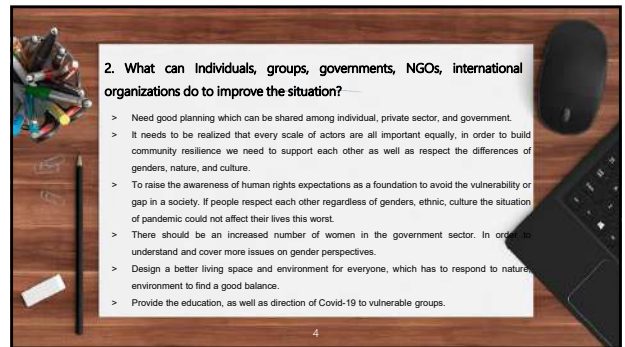 2. What can Individuals, groups, governments, NGOs, international
organizations do to improve the situation?
> Need good planning which can be shared among individual, private sector, and government.
> It needs to be realized that every scale of actors are all important equally, in order to build
community resilience we need to support each other as well as respect the differences of
genders, nature, and culture.
> To raise the awareness of human rights expectations as a foundation to avoid the vulnerability or
gap in a society. If people respect each other regardless of genders, ethnic, culture the situation
of pandemic could not affect their lives this worst.
> There should be an increased number of women in the government sector. In order to
understand and cover more issues on gender perspectives.
> Design a better living space and environment for everyone, which has to respond to nature,
environment to find a good balance.
> Provide the education, as well as direction of Covid-19 to vulnerable groups.
4